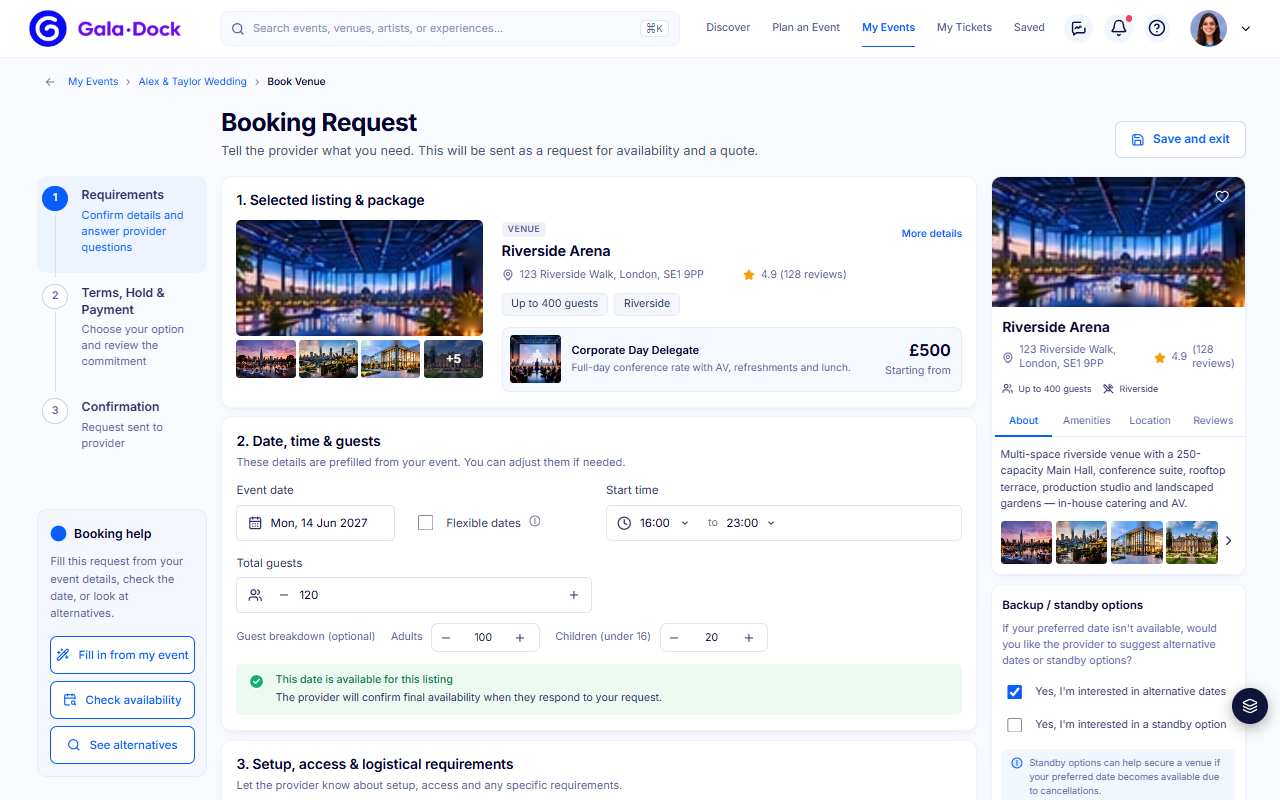 Gala·Dock
Search events, venues, artists, or experiences...
⌘K
Discover
Plan an Event
My Events
My Tickets
Saved
My Events
Alex & Taylor Wedding
Book Venue
Booking Request
Tell the provider what you need. This will be sent as a request for availability and a quote.
Save and exit
1
Requirements
Confirm details and
answer provider
questions
2
Terms, Hold &
Payment
Choose your option
and review the
commitment
3
Confirmation
Request sent to
provider
Booking help
Fill this request from your
event details, check the
date, or look at
alternatives.
Fill in from my event
Check availability
See alternatives
1. Selected listing & package
+5
VENUE
Riverside Arena
More details
123 Riverside Walk, London, SE1 9PP
4.9 (128 reviews)
Up to 400 guests
Riverside
Corporate Day Delegate
Full-day conference rate with AV, refreshments and lunch.
£500
Starting from
2. Date, time & guests
These details are prefilled from your event. You can adjust them if needed.
Event date
Mon, 14 Jun 2027
Flexible dates
Start time
16:00
to
23:00
Total guests
− 120 +
Guest breakdown (optional)
Adults
− 100 +
Children (under 16)
− 20 +
This date is available for this listing
The provider will confirm final availability when they respond to your request.
3. Setup, access & logistical requirements
Let the provider know about setup, access and any specific requirements.
Riverside Arena
123 Riverside Walk,
London, SE1 9PP
4.9
(128
reviews)
Up to 400 guests
Riverside
About
Amenities
Location
Reviews
Multi-space riverside venue with a 250-
capacity Main Hall, conference suite, rooftop
terrace, production studio and landscaped
gardens — in-house catering and AV.
Backup / standby options
If your preferred date isn't available, would
you like the provider to suggest alternative
dates or standby options?
Yes, I'm interested in alternative dates
Yes, I'm interested in a standby option
Standby options can help secure a venue if
your preferred date becomes available due
to cancellations.